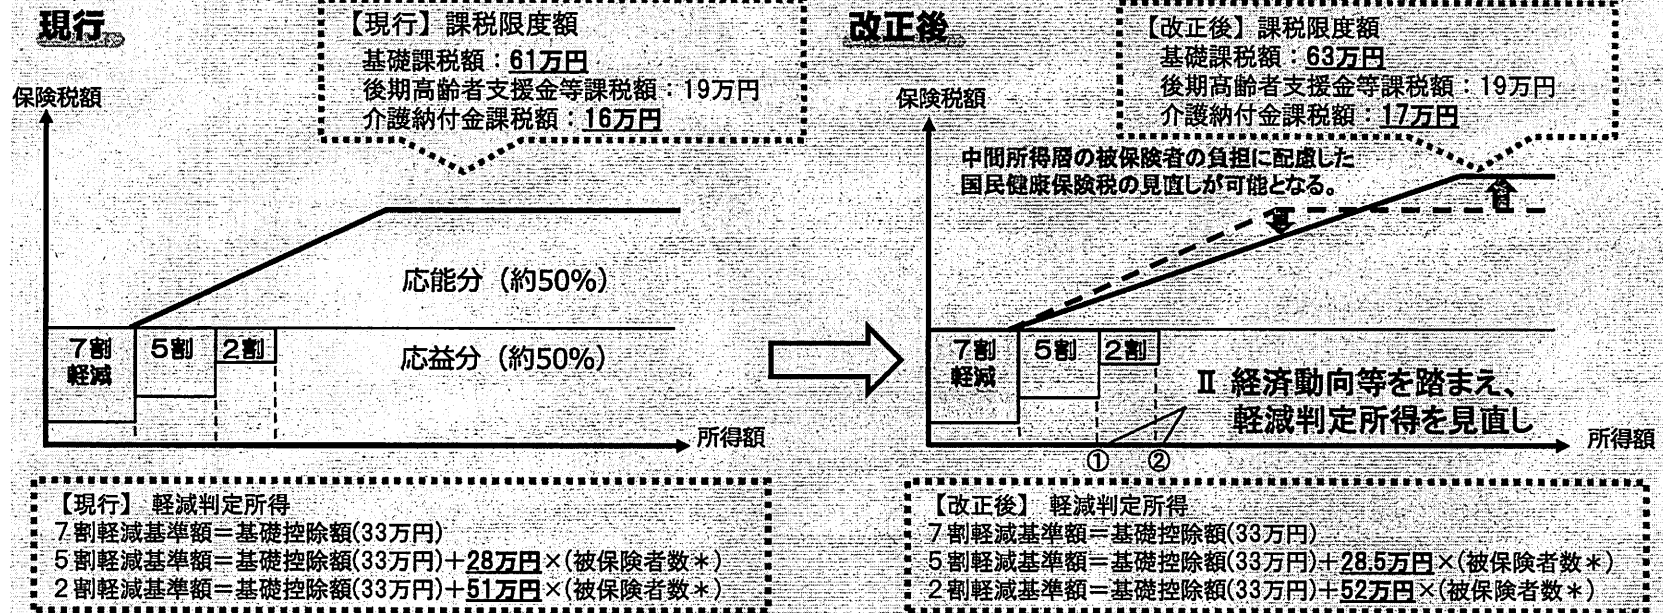 現行
【現行】課税限度額
基礎課税額：61万円
後期高齢者支援金等課税額：19万円
介護納付金課税額：16万円
保険税額
応能分（約50%）
7割
軽減
5割
2割
応益分（約50%）
所得額
【現行】 軽減判定所得
7割軽減基準額＝基礎控除額(33万円)
5割軽減基準額＝基礎控除額(33万円)＋28万円×(被保険者数＊)
2割軽減基準額＝基礎控除額(33万円)＋51万円×(被保険者数＊)
改正後
【改正後】課税限度額
基礎課税額：63万円
後期高齢者支援金等課税額：19万円
介護納付金課税額：17万円
保険税額
中間所得層の被保険者の負担に配慮した
国民健康保険税の見直しが可能となる。
7割
軽減
5割
2割
Ⅱ 経済動向等を踏まえ、
軽減判定所得を見直し
所得額
①
②
【改正後】 軽減判定所得
7割軽減基準額＝基礎控除額(33万円)
5割軽減基準額＝基礎控除額(33万円)＋28.5万円×(被保険者数＊)
2割軽減基準額＝基礎控除額(33万円)＋52万円×(被保険者数＊)